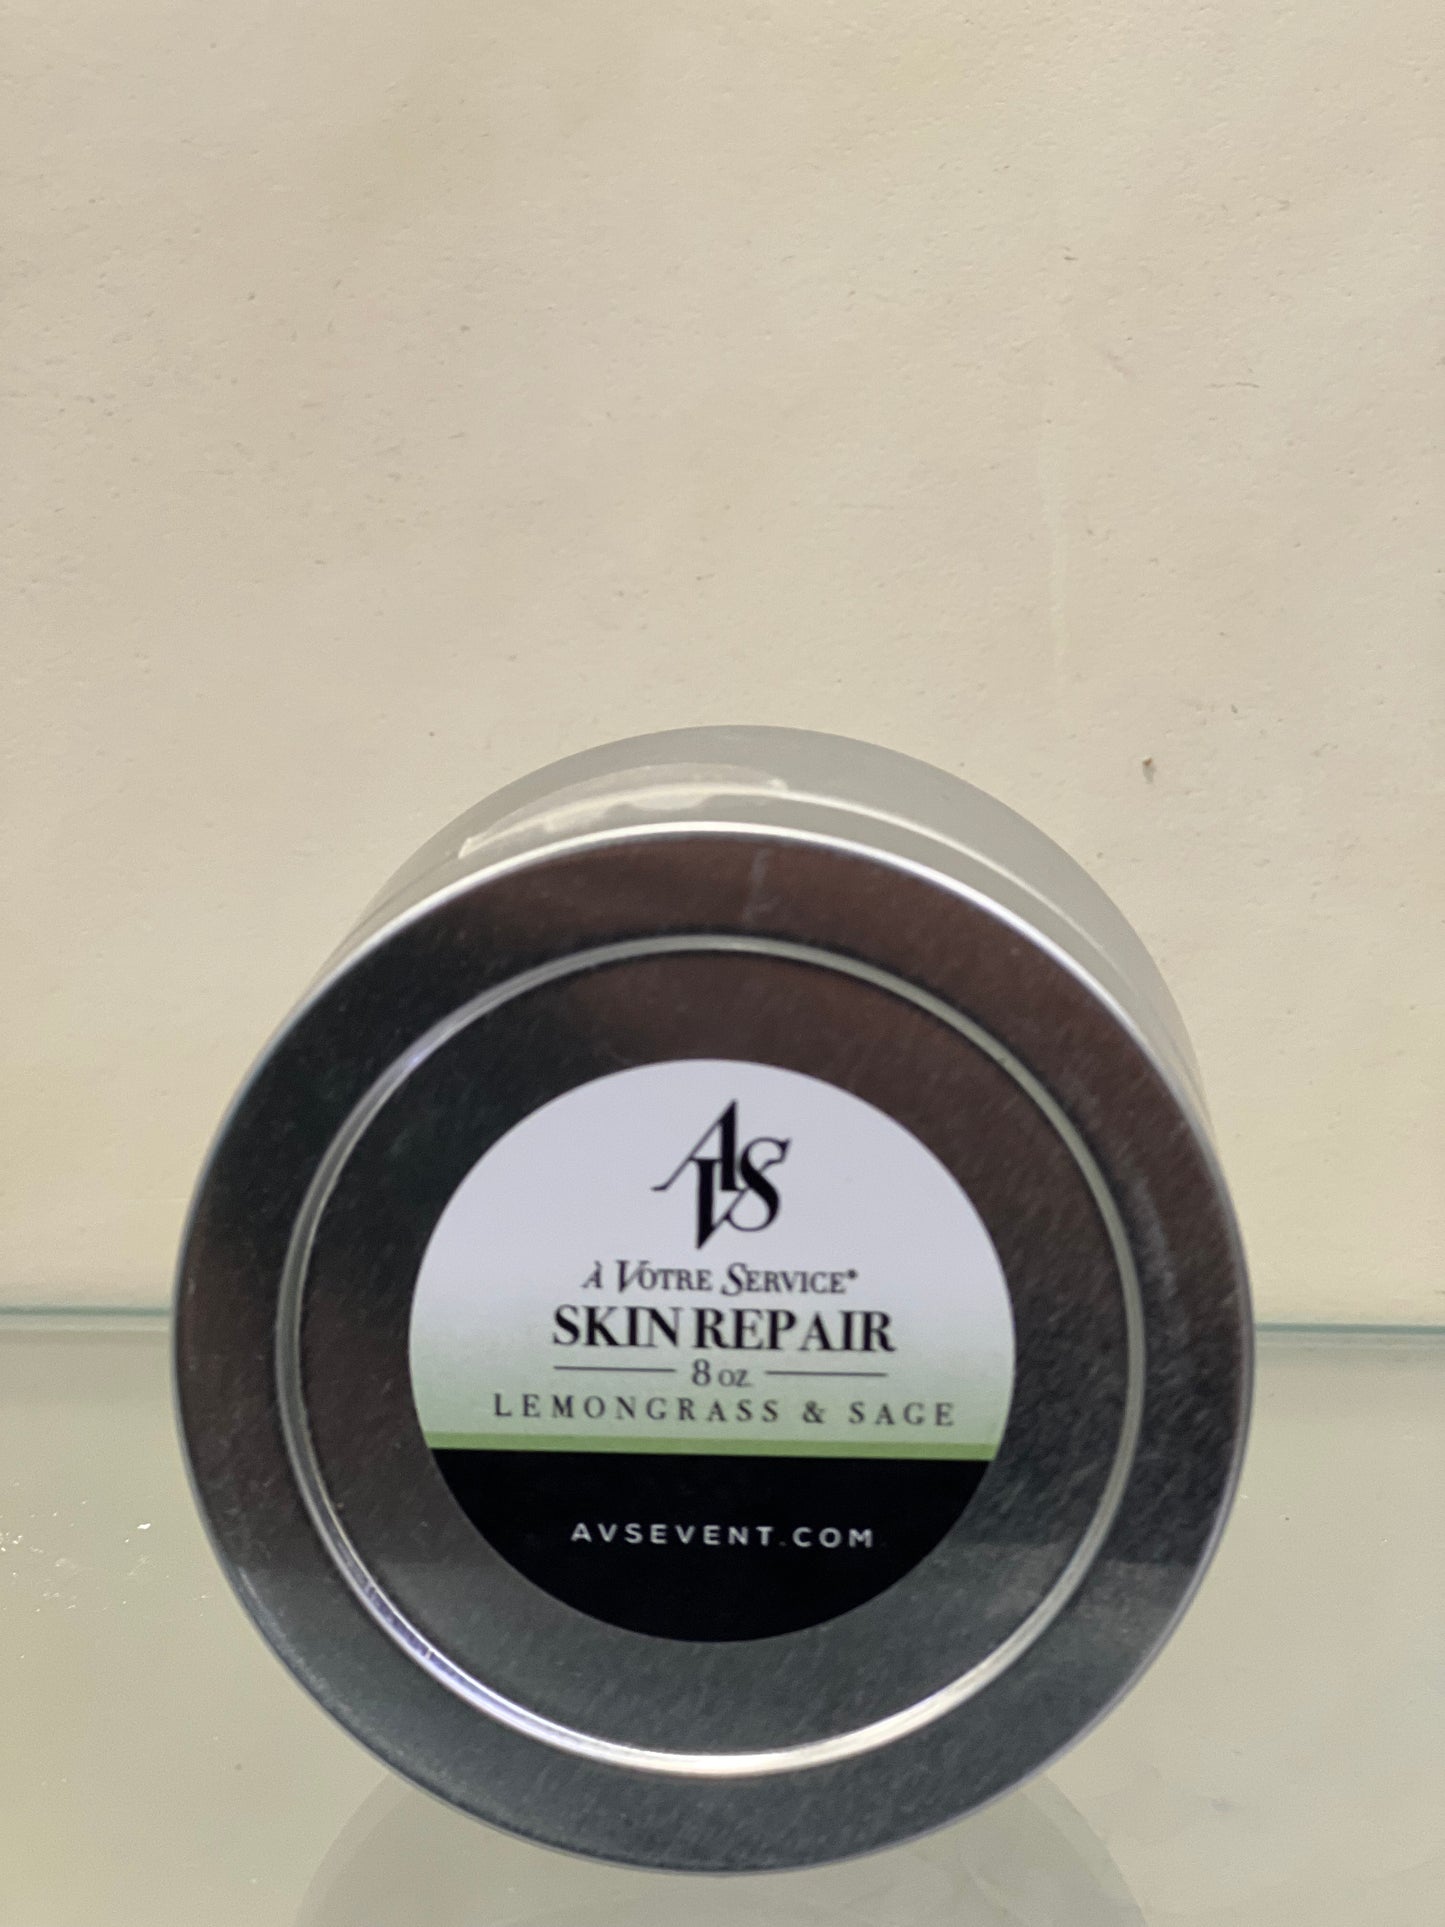 AVS
À VOTRE SERVICE®
SKIN REPAIR
8 OZ
LEMONGRASS & SAGE
AVSEVENT.COM